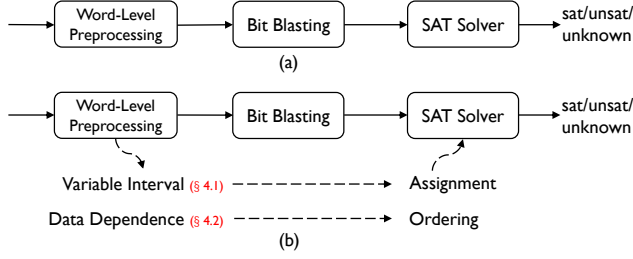 Word-Level
Preprocessing
Bit Blasting
SAT Solver
sat/unsat/
unknown
(a)
Word-Level
Preprocessing
Bit Blasting
SAT Solver
sat/unsat/
unknown
Variable Interval (§ 4.1)
Assignment
Data Dependence (§ 4.2)
Ordering
(b)